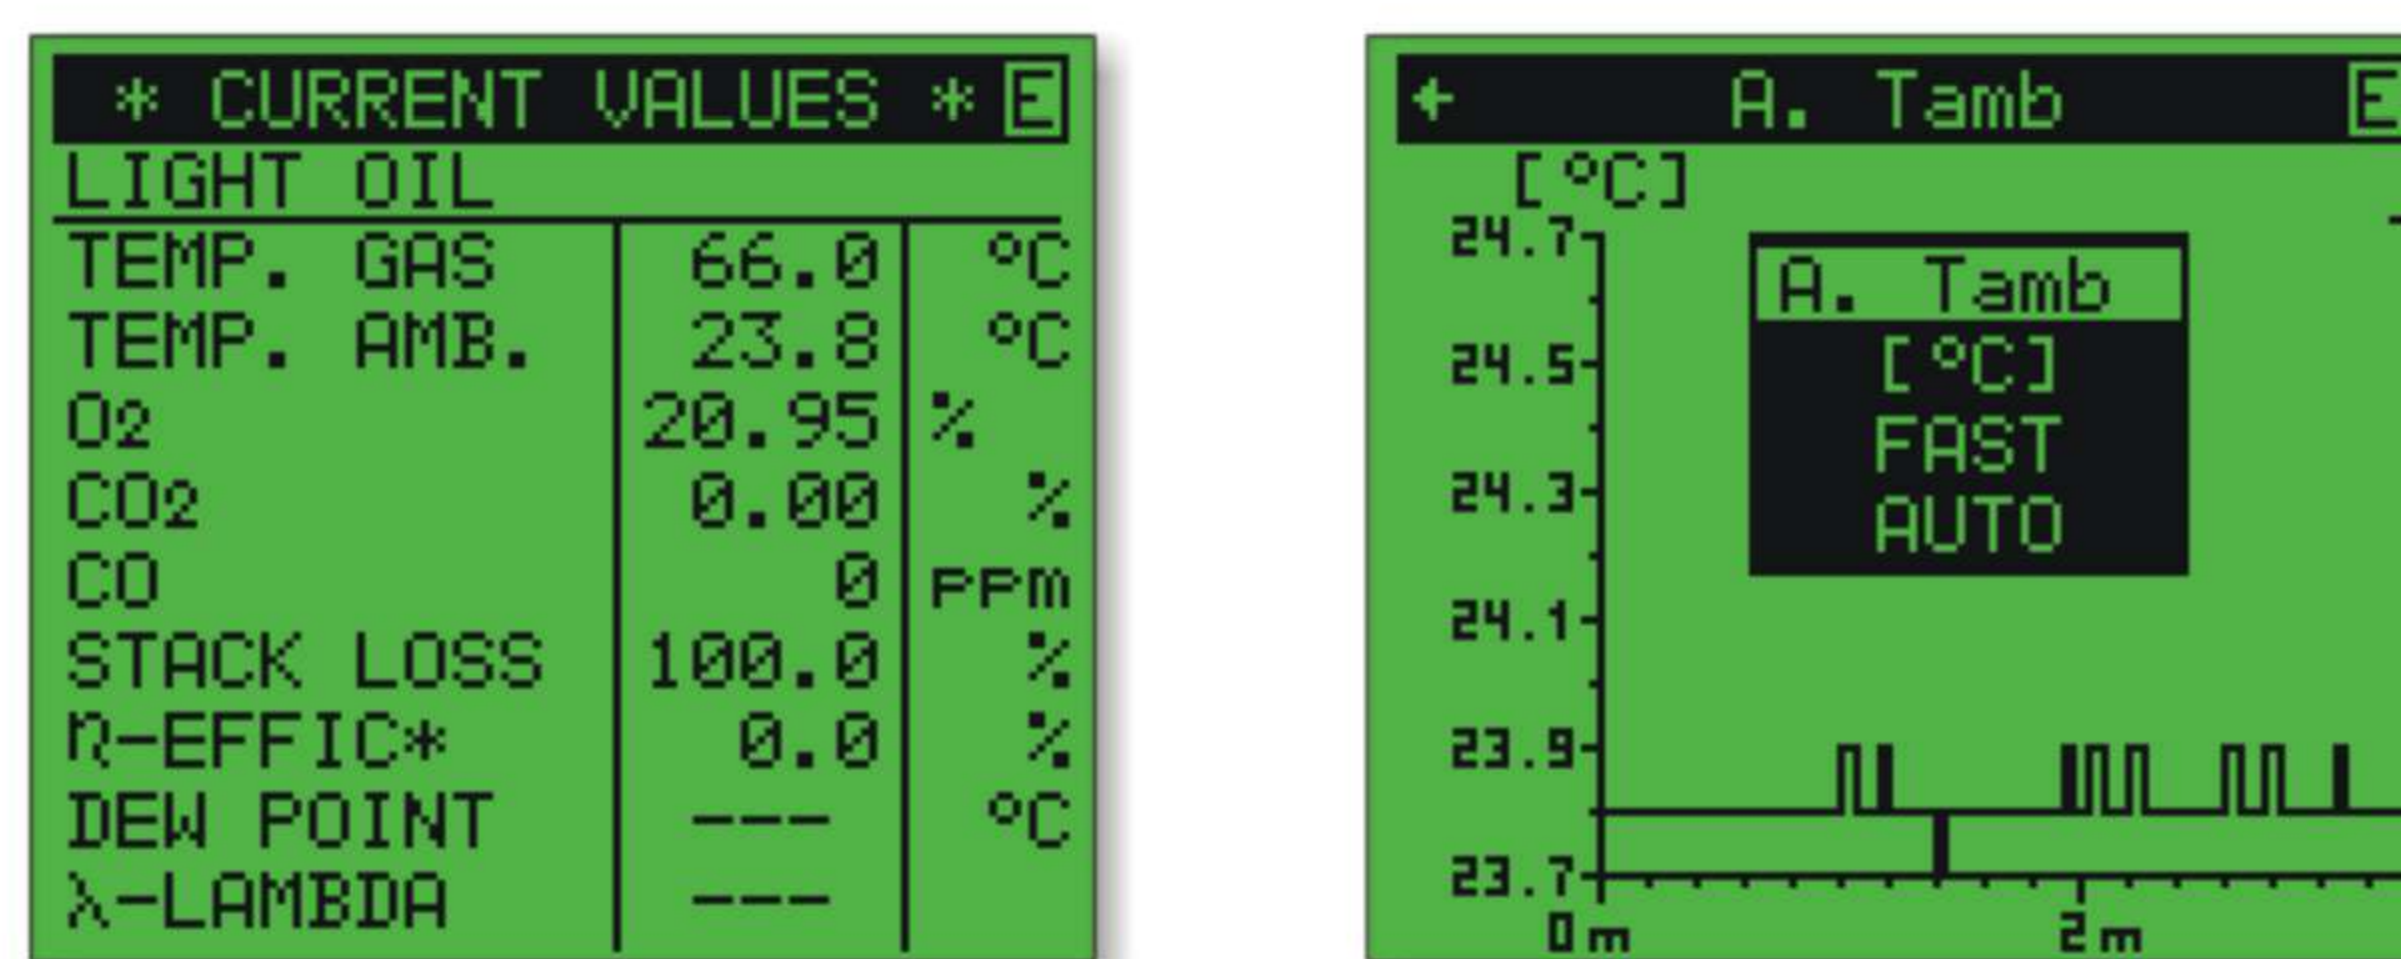 * CURRENT VALUES * E
LIGHT OIL
TEMP. GAS 66.0 °C
TEMP. AMB. 23.8 °C
O2 20.95 %
CO2 0.00 %
CO 0 ppm
STACK LOSS 100.0 %
η-EFFIC* 0.0 %
DEW POINT --- °C
λ-LAMBDA ---
← A. Tamb E
[°C]
24.7
24.5
24.3
24.1
23.9
23.7
0m 2m
A. Tamb
[°C]
FAST
AUTO